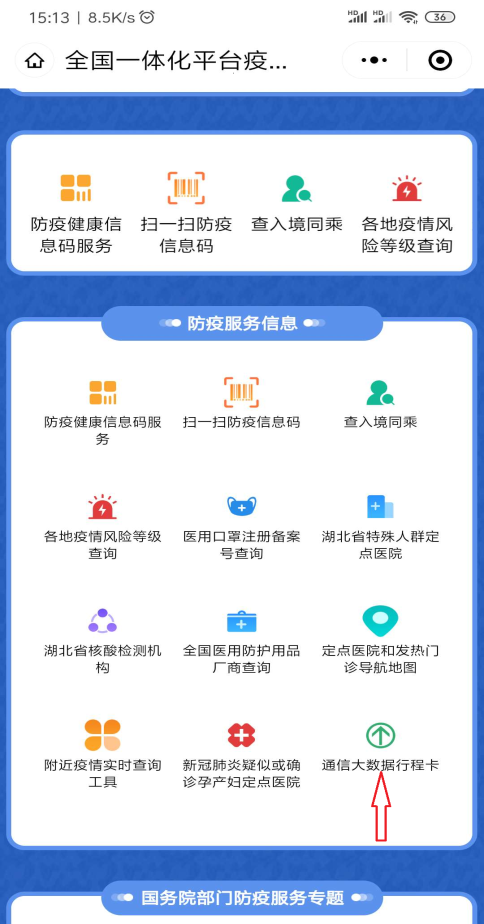 15:13 | 8.5K/s HD HD 36
全国一体化平台疫...
防疫健康信 扫一扫防疫 查入境同乘 各地疫情风
息码服务 信息码 险等级查询
防疫服务信息
防疫健康信息码服 扫一扫防疫信息码 查入境同乘
务
各地疫情风险等级 医用口罩注册备案 湖北省特殊人群定
查询 号查询 点医院
湖北省核酸检测机 全国医用防护用品 定点医院和发热门
构 厂商查询 诊导航地图
附近疫情实时查询 新冠肺炎疑似或确 通信大数据行程卡
工具 诊孕产妇定点医院
国务院部门防疫服务专题